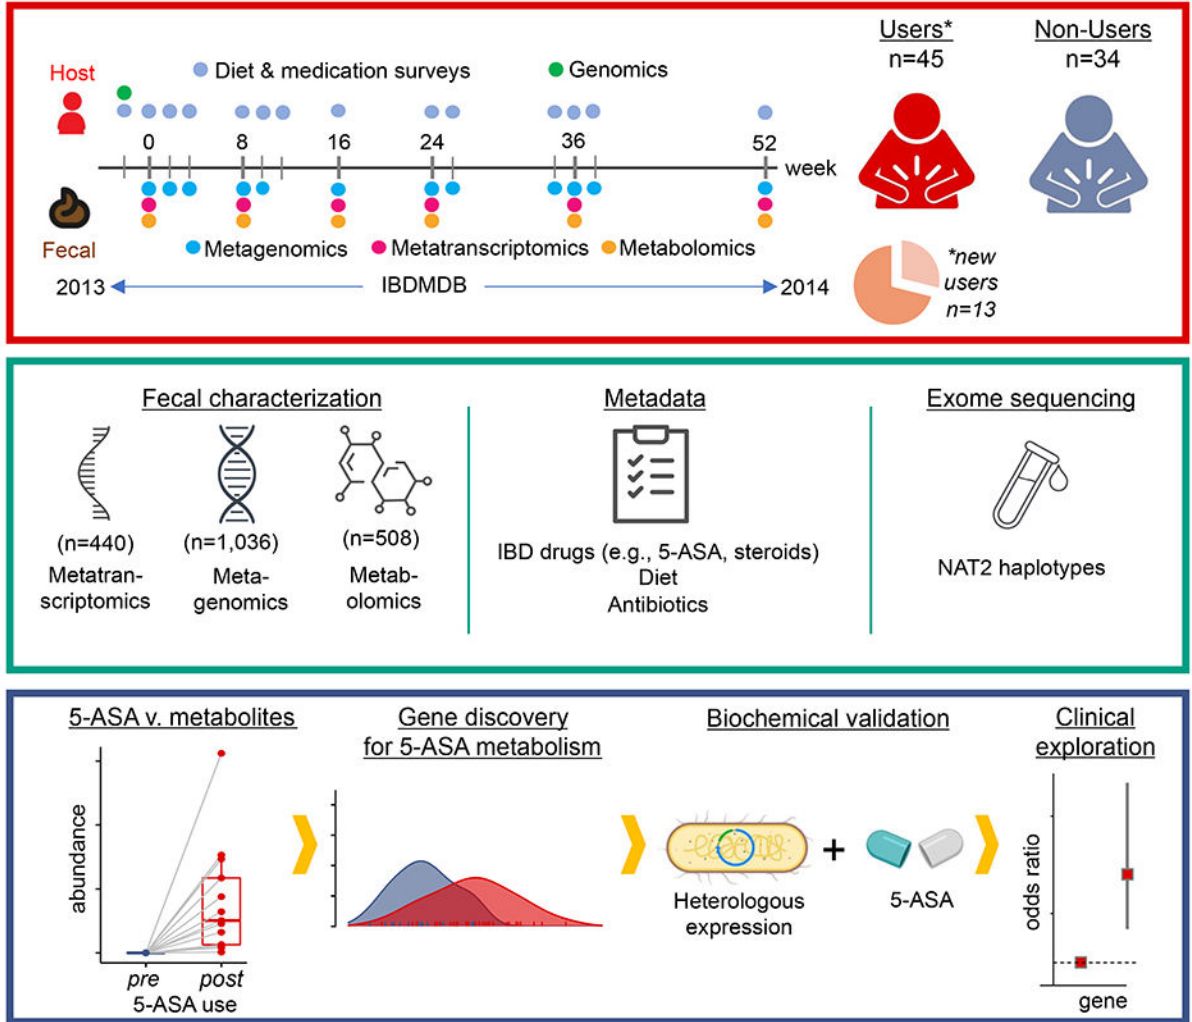 Host
Diet & medication surveys
Genomics
0 8 16 24 36 52
week
Fecal
Metagenomics
Metatranscriptomics
Metabolomics
2013
IBDMDB
2014
Users*
n=45
Non-Users
n=34
*new
users
n=13
Fecal characterization
(n=440)
Metatran-
scriptomics
(n=1,036)
Meta-
genomics
(n=508)
Metab-
olomics
Metadata
IBD drugs (e.g., 5-ASA, steroids)
Diet
Antibiotics
Exome sequencing
NAT2 haplotypes
5-ASA v. metabolites
abundance
pre
post
5-ASA use
Gene discovery
for 5-ASA metabolism
Biochemical validation
+
Heterologous
expression
5-ASA
Clinical
exploration
odds ratio
gene